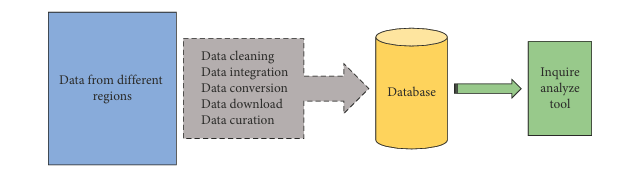 Data from different
regions
Data cleaning
Data integration
Data conversion
Data download
Data curation
Database
Inquire
analyze
tool